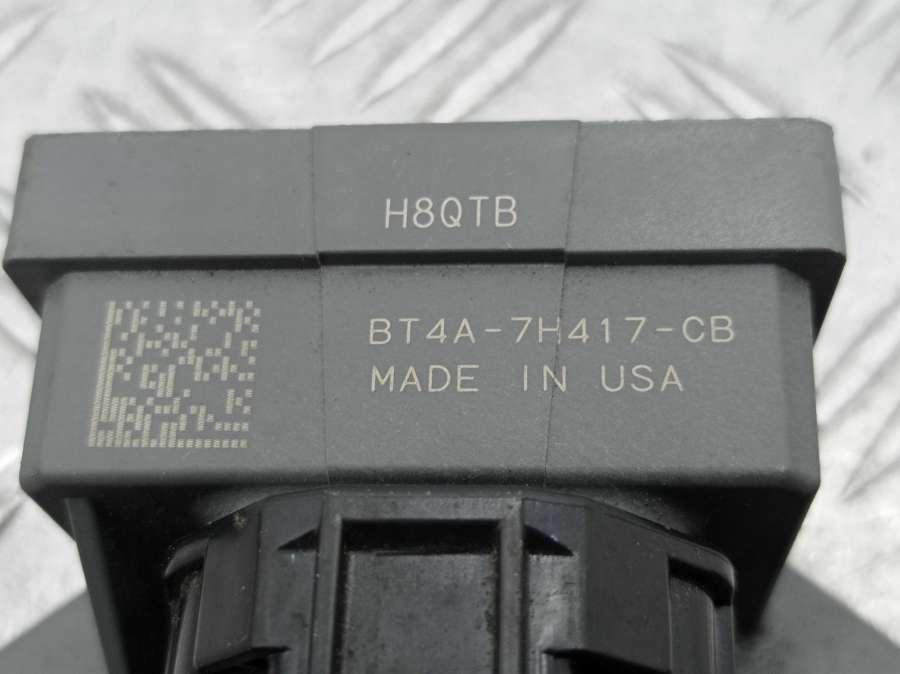 H8QTB
BT4A-7H417-CB
MADE IN USA